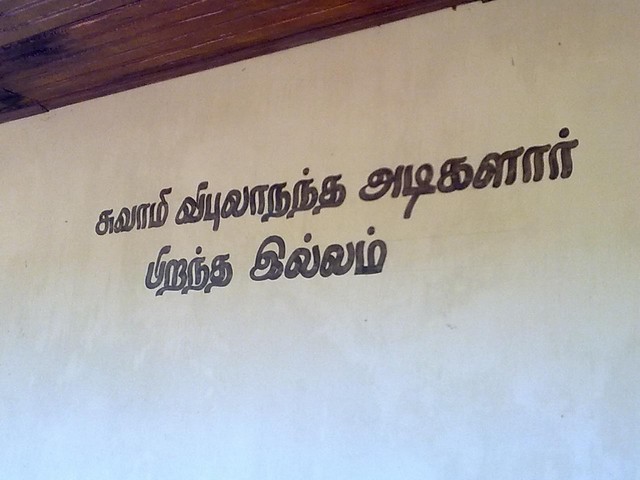 சுவாமி விபுலாநந்த அடிகளார்
பிறந்த இல்லம்